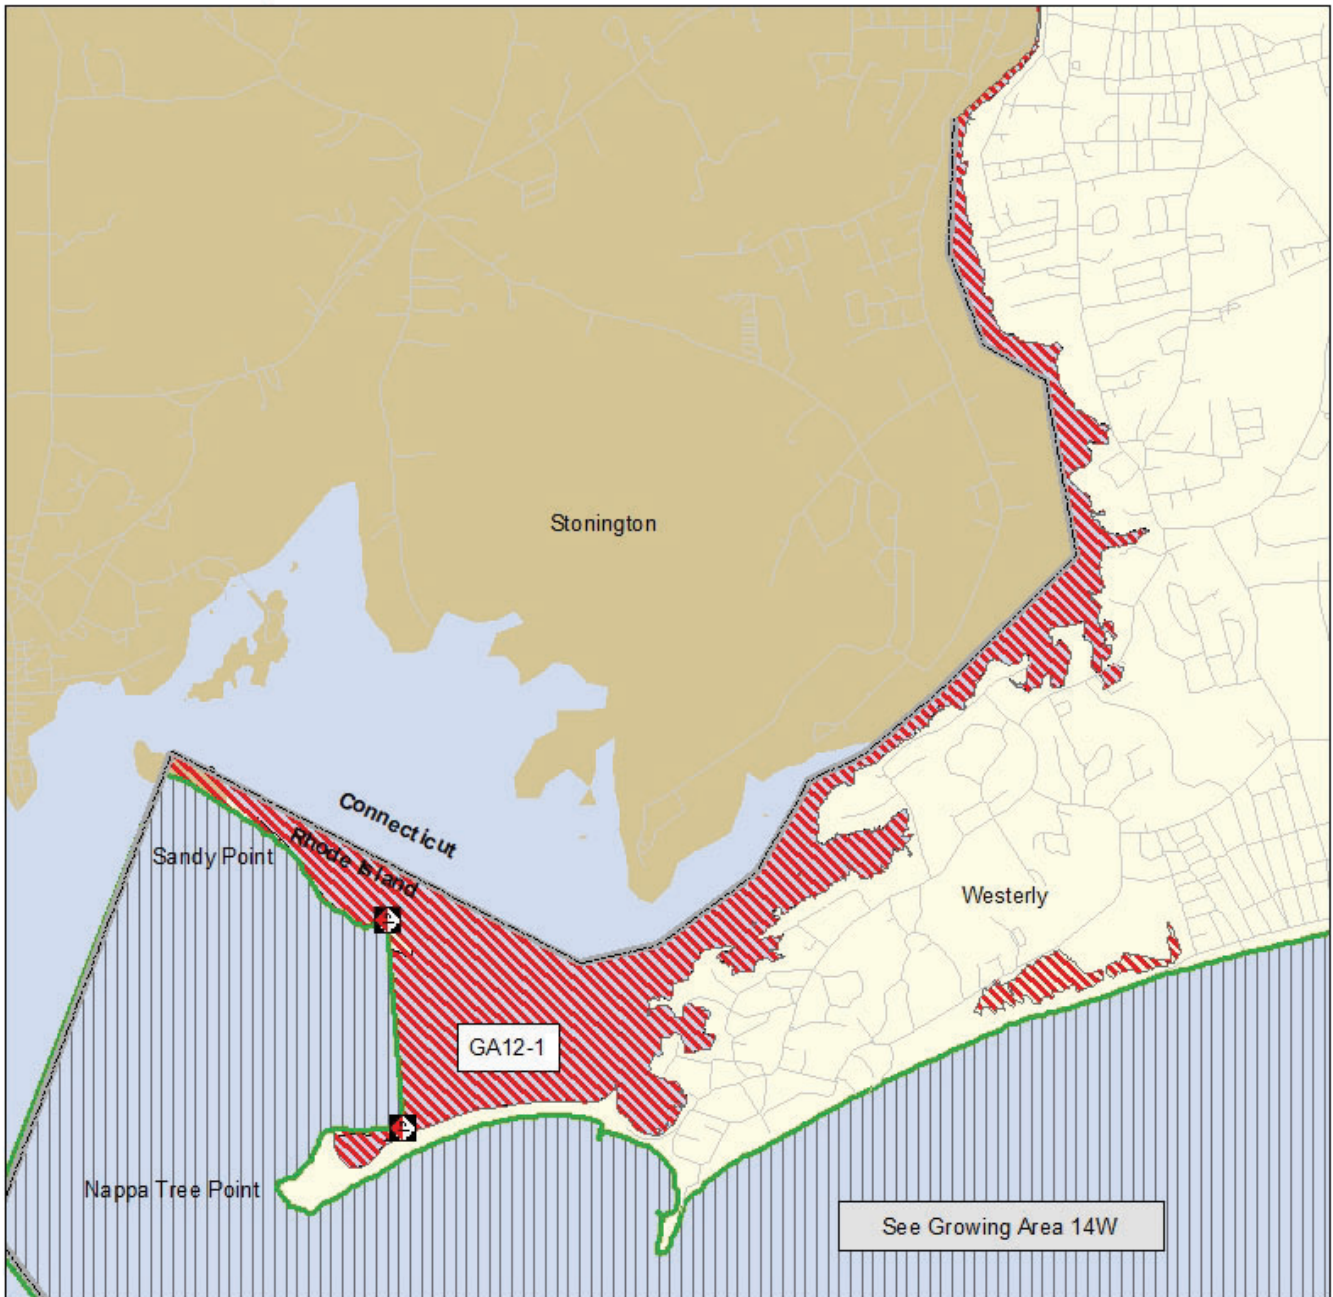 Stonington
Connecticut
Rhode Island
Sandy Point
Westerly
GA12-1
Nappa Tree Point
See Growing Area 14W